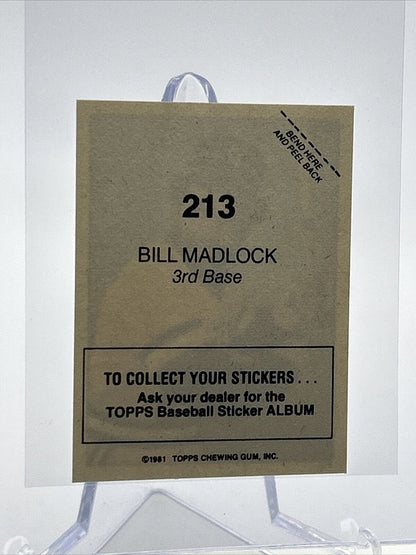 BEND HERE
AND PEEL BACK
213
BILL MADLOCK
3rd Base
TO COLLECT YOUR STICKERS . . .
Ask your dealer for the
TOPPS Baseball Sticker ALBUM
©1981 TOPPS CHEWING GUM, INC.